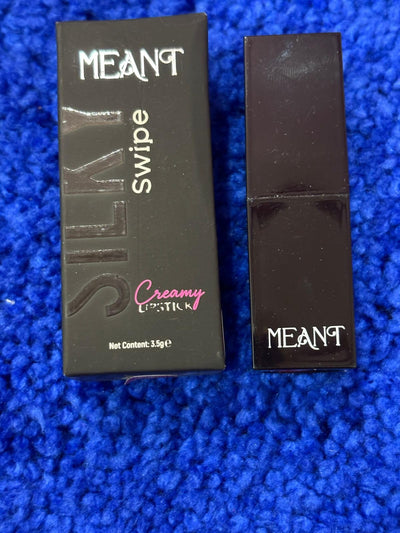 MEANT
SILKY
Swipe
Creamy
LIPSTICK
Net Content: 3.5g℮
MEANT